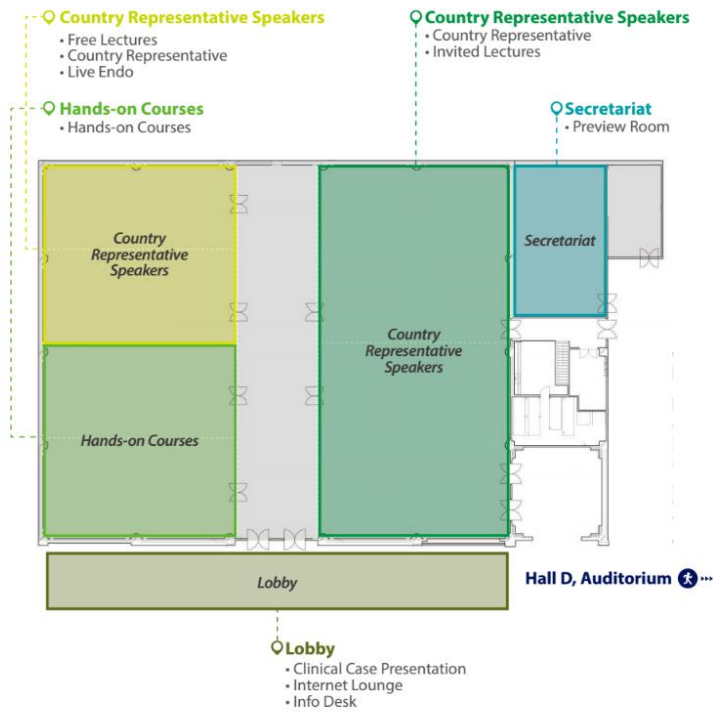 Country Representative Speakers
• Free Lectures
• Country Representative
• Live Endo
Country Representative Speakers
• Country Representative
• Invited Lectures
Hands-on Courses
• Hands-on Courses
Secretariat
• Preview Room
Country
Representative
Speakers
Secretariat
Country
Representative
Speakers
Hands-on Courses
Lobby
Hall D, Auditorium
Lobby
• Clinical Case Presentation
• Internet Lounge
• Info Desk